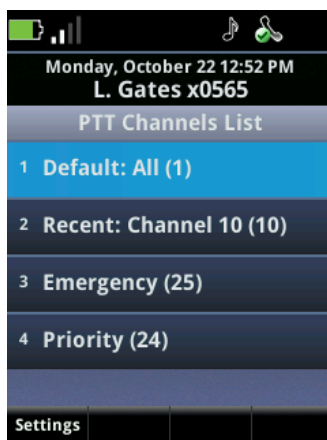 Monday, October 22 12:52 PM
L. Gates x0565
PTT Channels List
1 Default: All (1)
2 Recent: Channel 10 (10)
3 Emergency (25)
4 Priority (24)
Settings